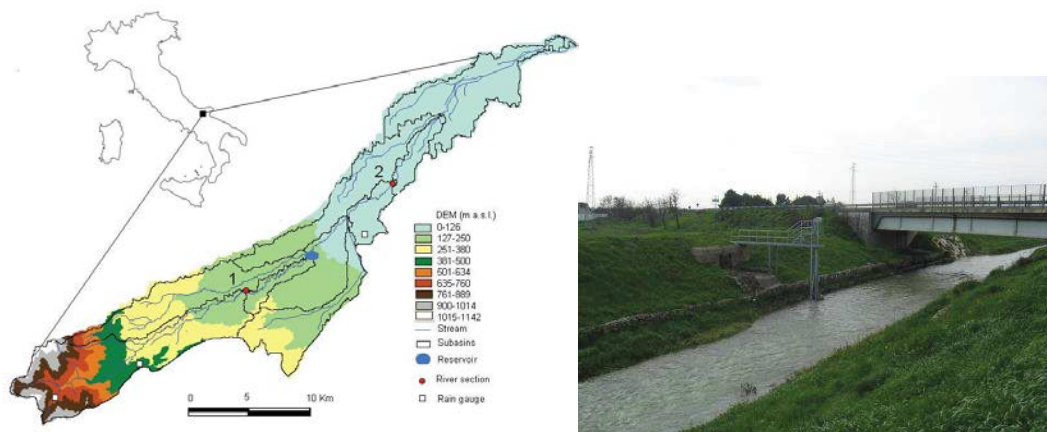 2
1
DEM (m a.s.l.)
0-126
127-250
251-380
381-500
501-634
635-760
761-889
900-1014
1015-1142
Stream
Subasins
Reservoir
River section
Rain gauge
0 5 10 Km